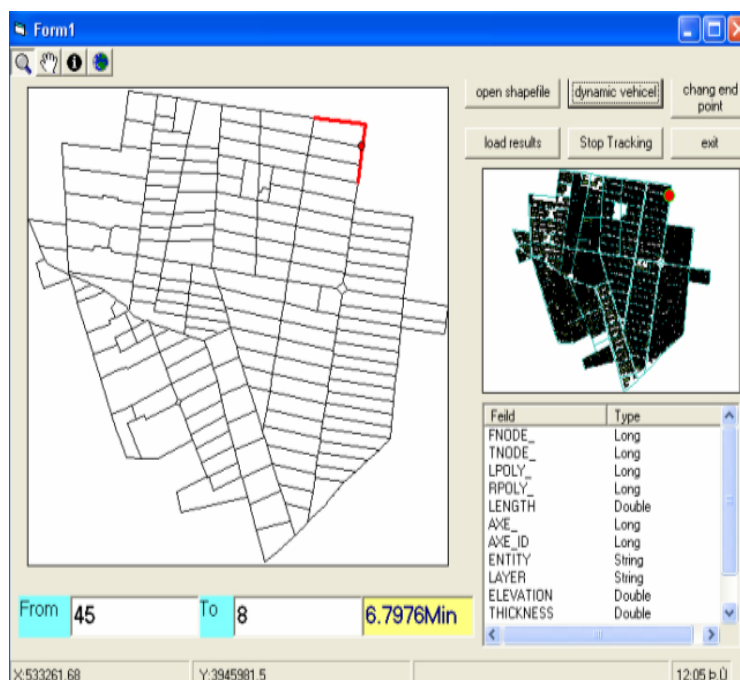 Form1
open shapefile
dynamic vehicel
chang end
point
load results
Stop Tracking
exit
Feild Type
FNODE_ Long
TNODE_ Long
LPOLY_ Long
RPOLY_ Long
LENGTH Double
AXE_ Long
AXE_ID Long
ENTITY String
LAYER String
ELEVATION Double
THICKNESS Double
From 45 To 8 6.7976Min
X:533261.68 Y:3945981.5 12:05 Þ.Û